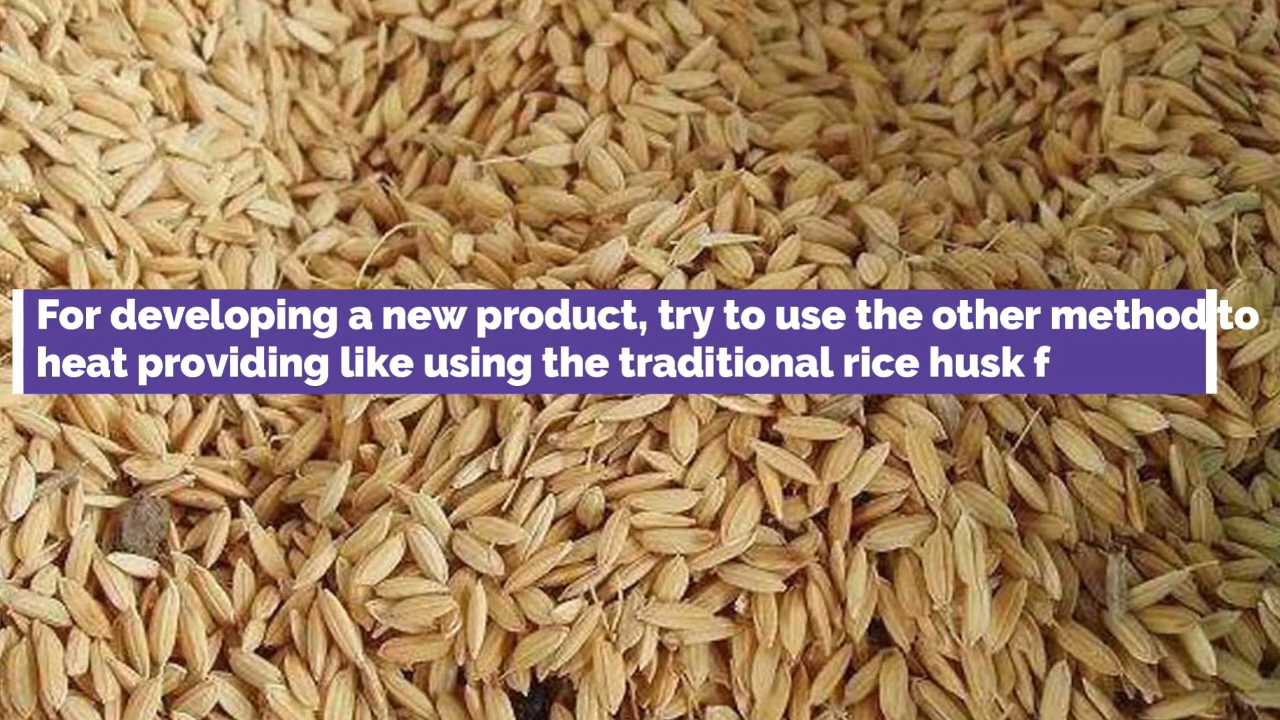 For developing a new product, try to use the other method to
heat providing like using the traditional rice husk f